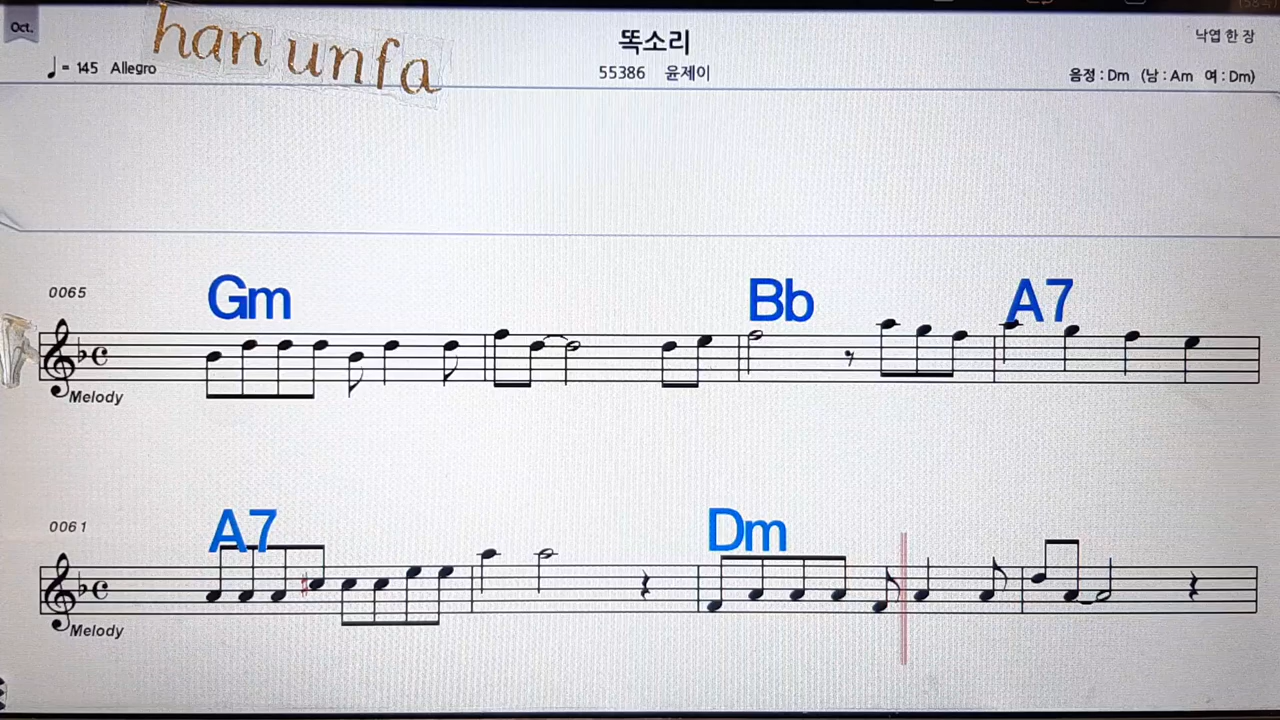 Oct.
han unfa
♩= 145 Allegro
똑소리
55386 윤제이
낙엽 한 장
음정 : Dm (남 : Am 여 : Dm)
0065
Gm
Bb
A7
Melody
0061
A7
Dm
Melody